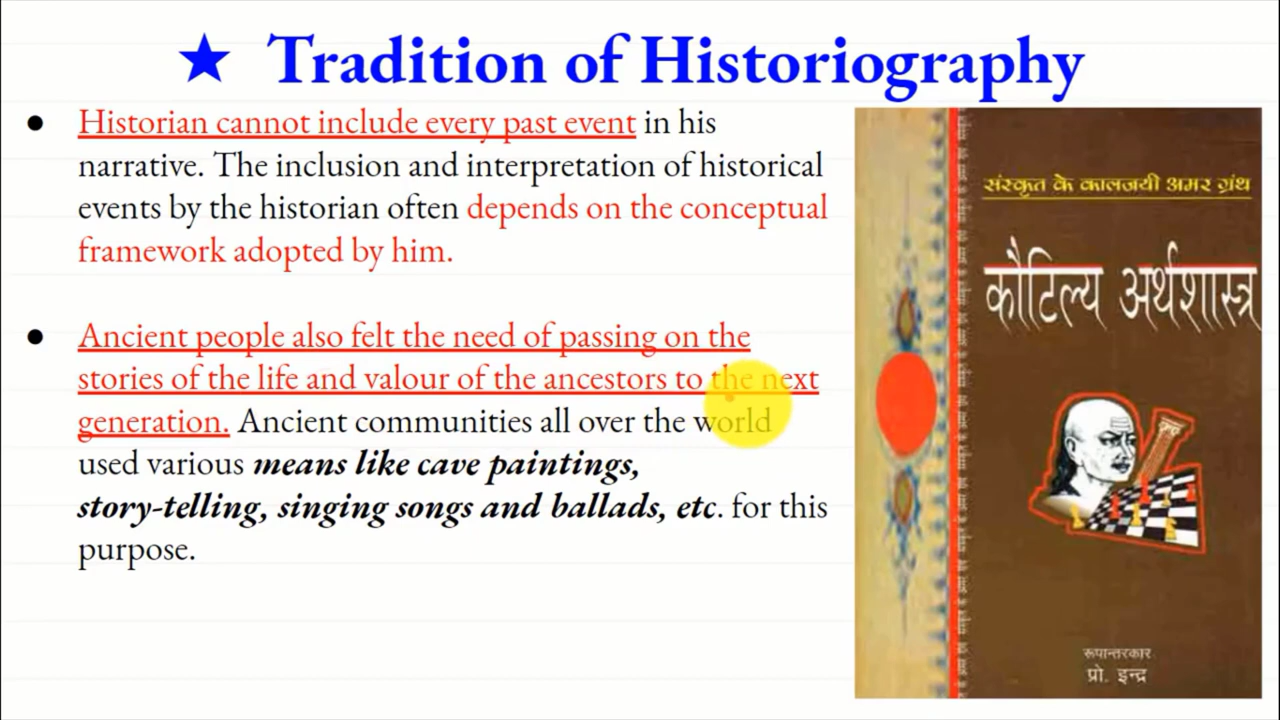 ★ Tradition of Historiography
● Historian cannot include every past event in his
narrative. The inclusion and interpretation of historical
events by the historian often depends on the conceptual
framework adopted by him.
● Ancient people also felt the need of passing on the
stories of the life and valour of the ancestors to the next
generation. Ancient communities all over the world
used various means like cave paintings,
story-telling, singing songs and ballads, etc. for this
purpose.
संस्कृत के कालजयी अमर ग्रंथ
कौटिल्य अर्थशास्त्र
रूपान्तरकार
प्रो. इन्द्र